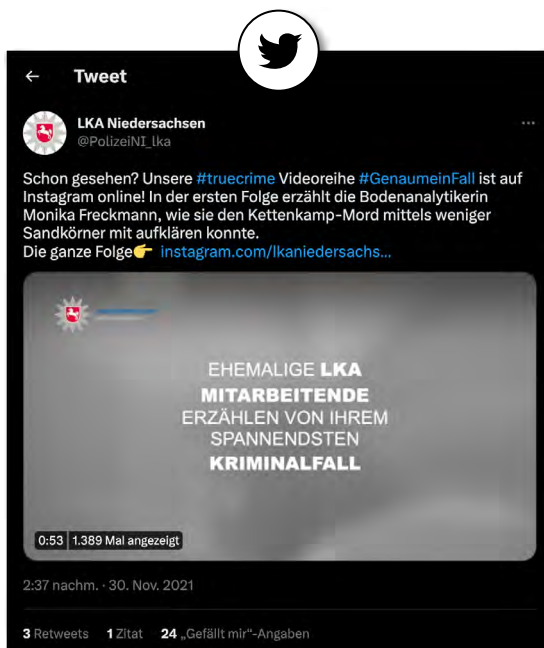 ← Tweet
LKA Niedersachsen
@PolizeiNI_lka
Schon gesehen? Unsere #truecrime Videoreihe #GenaumeinFall ist auf
Instagram online! In der ersten Folge erzählt die Bodenanalytikerin
Monika Freckmann, wie sie den Kettenkamp-Mord mittels weniger
Sandkörner mit aufklären konnte.
Die ganze Folge👉 instagram.com/lkaniedersachs...
EHEMALIGE LKA
MITARBEITENDE
ERZÄHLEN VON IHREM
SPANNENDSTEN
KRIMINALFALL
0:53 1.389 Mal angezeigt
2:37 nachm. · 30. Nov. 2021
3 Retweets 1 Zitat 24 „Gefällt mir“-Angaben